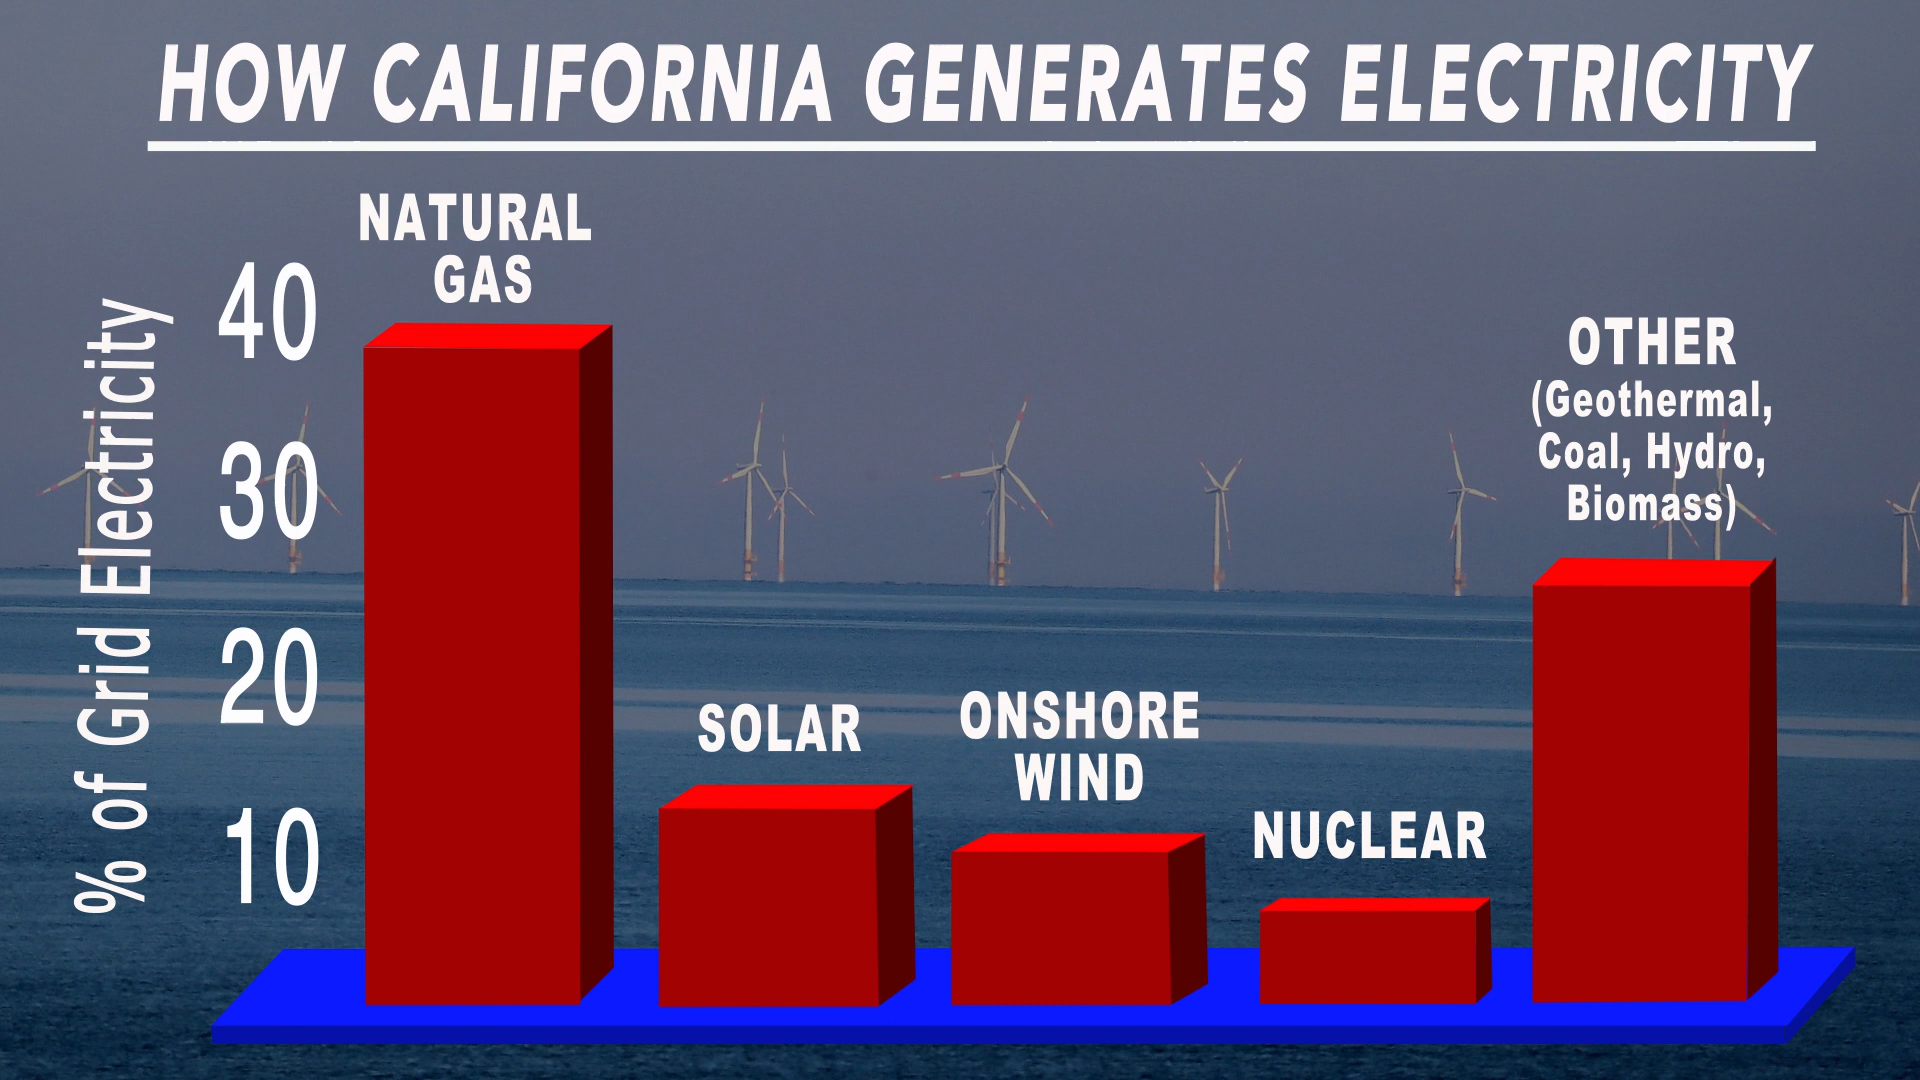 HOW CALIFORNIA GENERATES ELECTRICITY
NATURAL
GAS
40
30
20
10
% of Grid Electricity
SOLAR
ONSHORE
WIND
NUCLEAR
OTHER
(Geothermal,
Coal, Hydro,
Biomass)